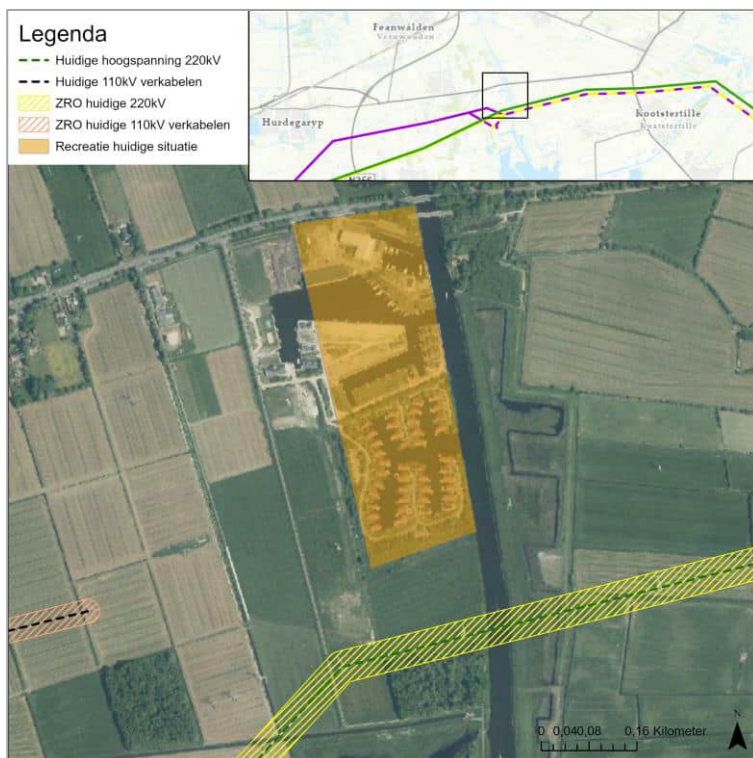 Legenda
Huidige hoogspanning 220kV
Huidige 110kV verkabelen
ZRO huidige 220kV
ZRO huidige 110kV verkabelen
Recreatie huidige situatie
Feanwâlden
Veenwouden
Hurdegaryp
Kootstertille
Kootstertille
N355
0 0,040,08 0,16 Kilometer
N